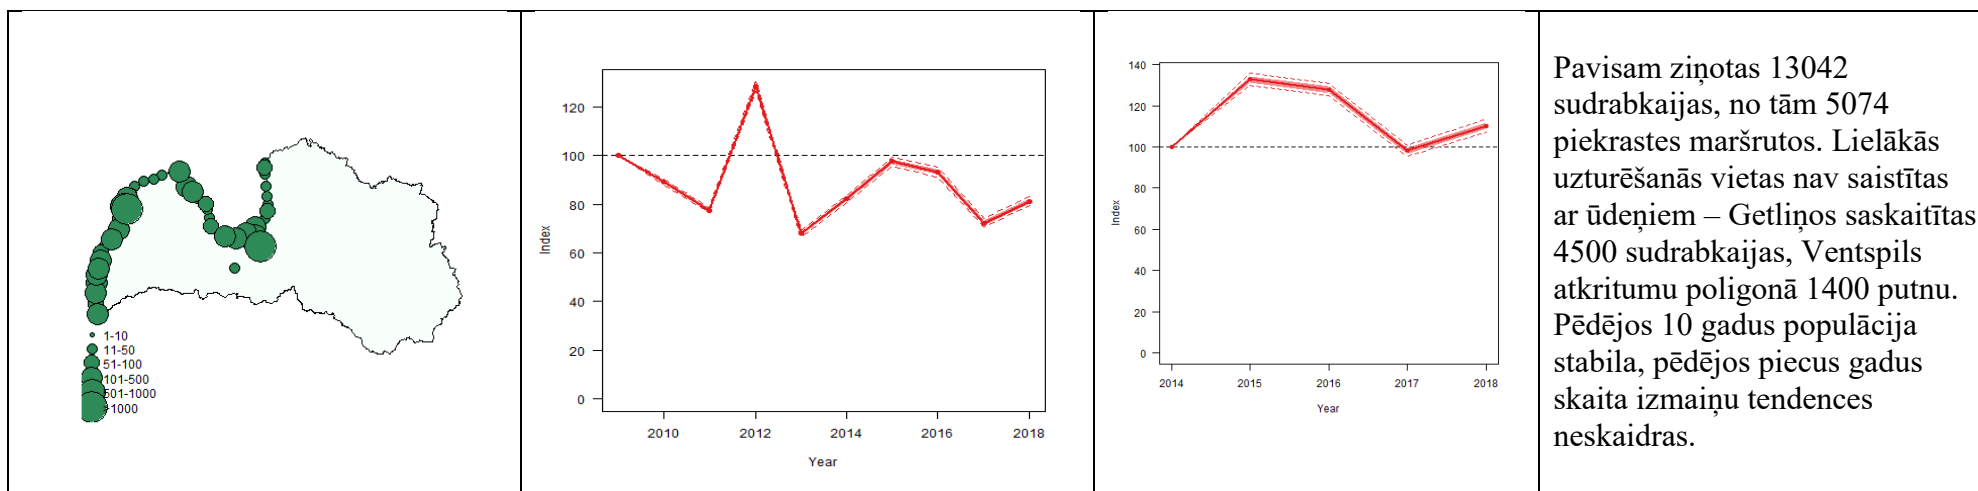 1-10
11-50
51-100
101-500
501-1000
>1000
120
100
80
60
40
20
0
Index
2010 2012 2014 2016 2018
Year
140
120
100
80
60
40
20
0
Index
2014 2015 2016 2017 2018
Year
Pavisam ziņotas 13042
sudrabkaijas, no tām 5074
piekrastes maršrutos. Lielākās
uzturēšanās vietas nav saistītas
ar ūdeņiem – Getliņos saskaitītas
4500 sudrabkaijas, Ventspils
atkritumu poligonā 1400 putnu.
Pēdējos 10 gadus populācija
stabila, pēdējos piecus gadus
skaita izmaiņu tendences
neskaidras.